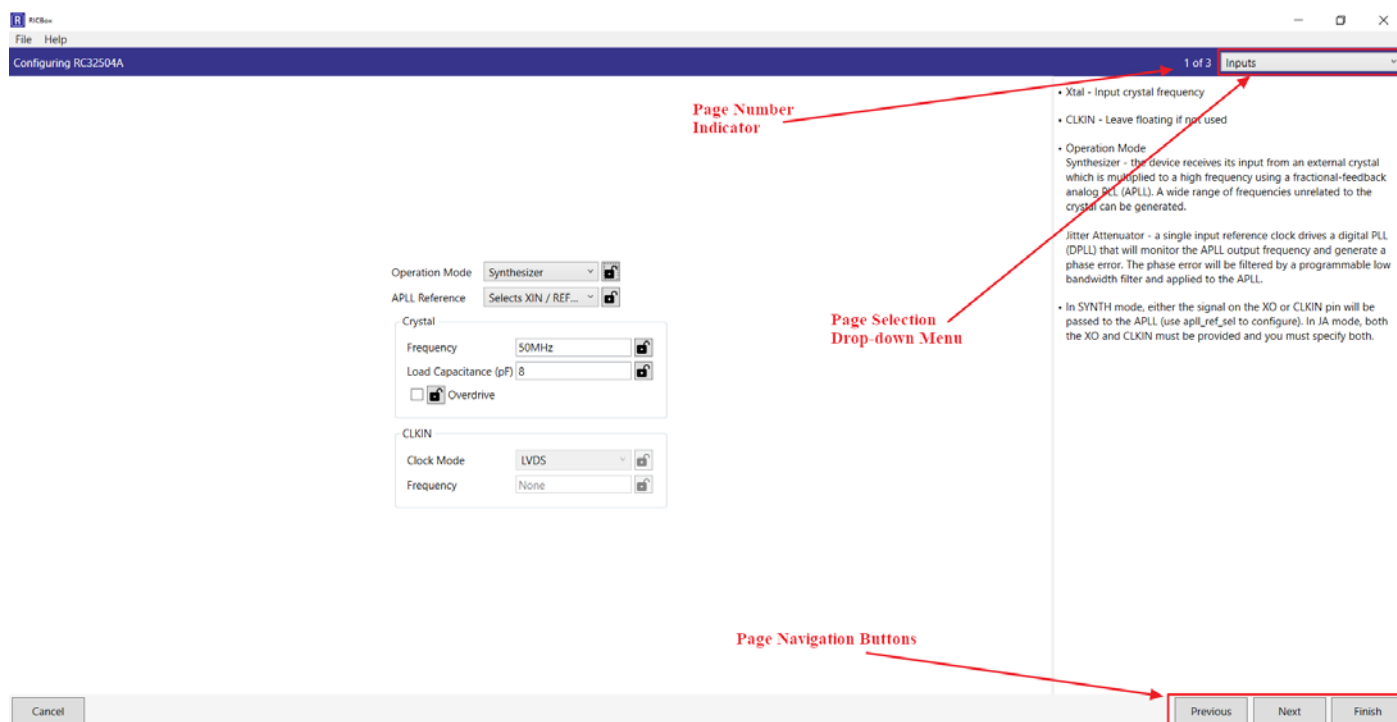 R RICBox
File Help
Configuring RC32504A
1 of 3 Inputs
Page Number
Indicator
Operation Mode Synthesizer
APLL Reference Selects XIN / REF...
Crystal
Frequency 50MHz
Load Capacitance (pF) 8
Overdrive
CLKIN
Clock Mode LVDS
Frequency None
Page Selection
Drop-down Menu
• Xtal - Input crystal frequency
• CLKIN - Leave floating if not used
• Operation Mode
Synthesizer - the device receives its input from an external crystal
which is multiplied to a high frequency using a fractional-feedback
analog PLL (APLL). A wide range of frequencies unrelated to the
crystal can be generated.
Jitter Attenuator - a single input reference clock drives a digital PLL
(DPLL) that will monitor the APLL output frequency and generate a
phase error. The phase error will be filtered by a programmable low
bandwidth filter and applied to the APLL.
• In SYNTH mode, either the signal on the XO or CLKIN pin will be
passed to the APLL (use apll_ref_sel to configure). In JA mode, both
the XO and CLKIN must be provided and you must specify both.
Page Navigation Buttons
Cancel Previous Next Finish